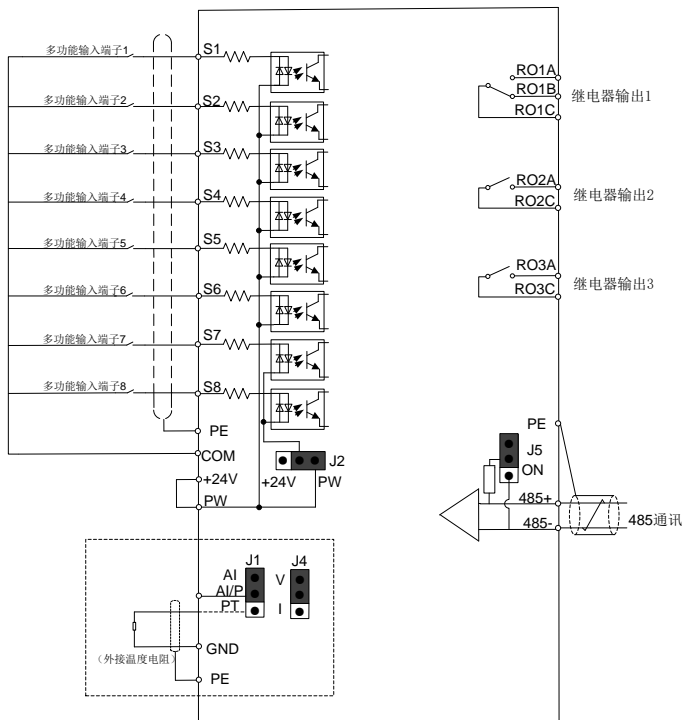 多功能输入端子1
S1
多功能输入端子2
S2
多功能输入端子3
S3
多功能输入端子4
S4
多功能输入端子5
S5
多功能输入端子6
S6
多功能输入端子7
S7
多功能输入端子8
S8
PE
COM
+24V
PW
J2
+24V
PW
RO1A
RO1B
RO1C
继电器输出1
RO2A
RO2C
继电器输出2
RO3A
RO3C
继电器输出3
PE
J5
ON
485+
485-
485通讯
J1
J4
AI
AI/P
PT
V
I
GND
(外接温度电阻)
PE